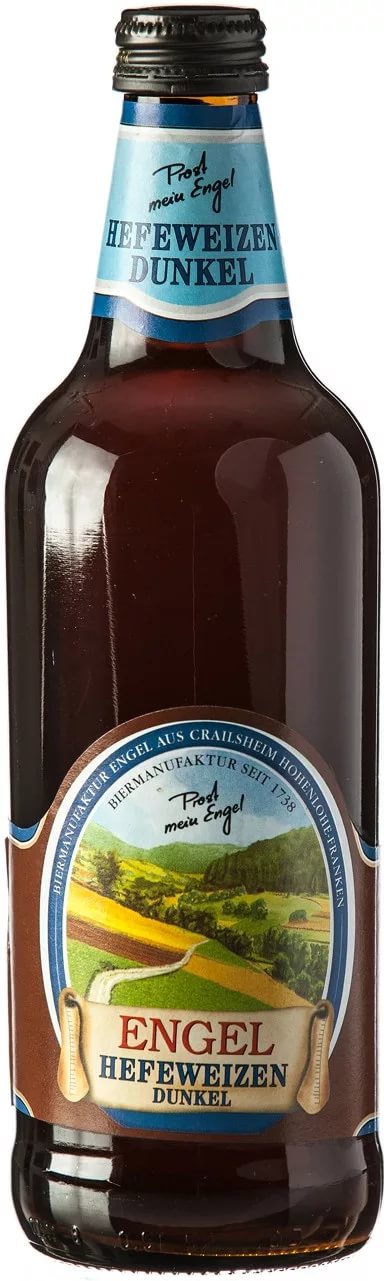 Prost
mein Engel
HEFEWEIZEN
DUNKEL
BIERMANUFAKTUR ENGEL AUS CRAILSHEIM HOHENLOHE-FRANKEN
BIERMANUFAKTUR SEIT 1738
Prost
mein Engel
ENGEL
HEFEWEIZEN
DUNKEL